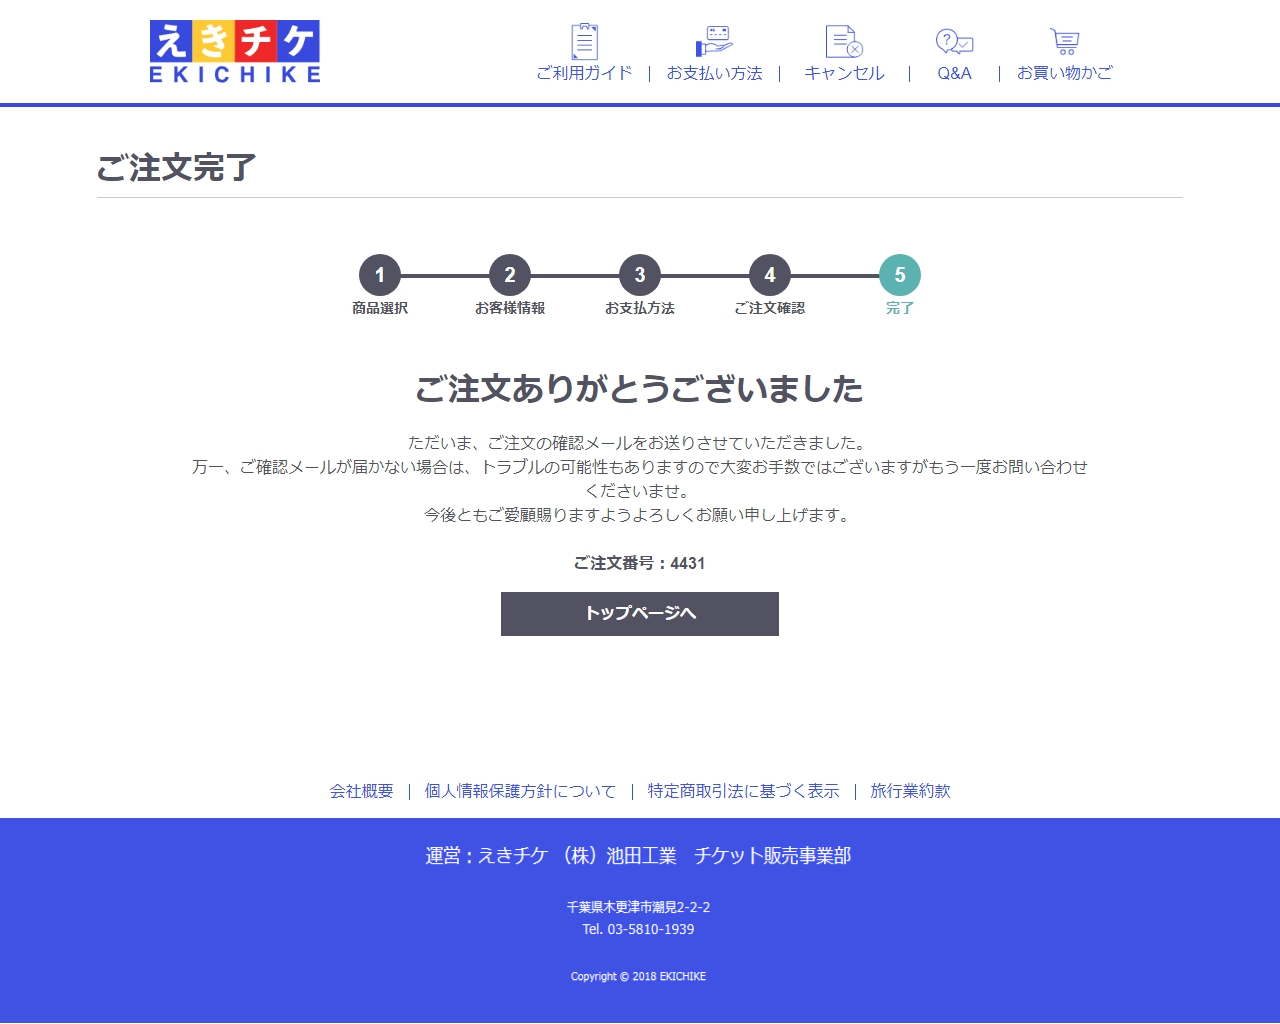 えきチケ
EKICHIKE
ご利用ガイド
お支払い方法
キャンセル
Q&A
お買い物かご
ご注文完了
1 2 3 4 5
商品選択 お客様情報 お支払方法 ご注文確認 完了
ご注文ありがとうございました
ただいま、ご注文の確認メールをお送りさせていただきました。
万一、ご確認メールが届かない場合は、トラブルの可能性もありますので大変お手数ではございますがもう一度お問い合わせ
くださいませ。
今後ともご愛顧賜りますようよろしくお願い申し上げます。
ご注文番号：4431
トップページへ
会社概要 | 個人情報保護方針について | 特定商取引法に基づく表示 | 旅行業約款
運営：えきチケ （株）池田工業　チケット販売事業部
千葉県木更津市潮見2-2-2
Tel. 03-5810-1939
Copyright © 2018 EKICHIKE